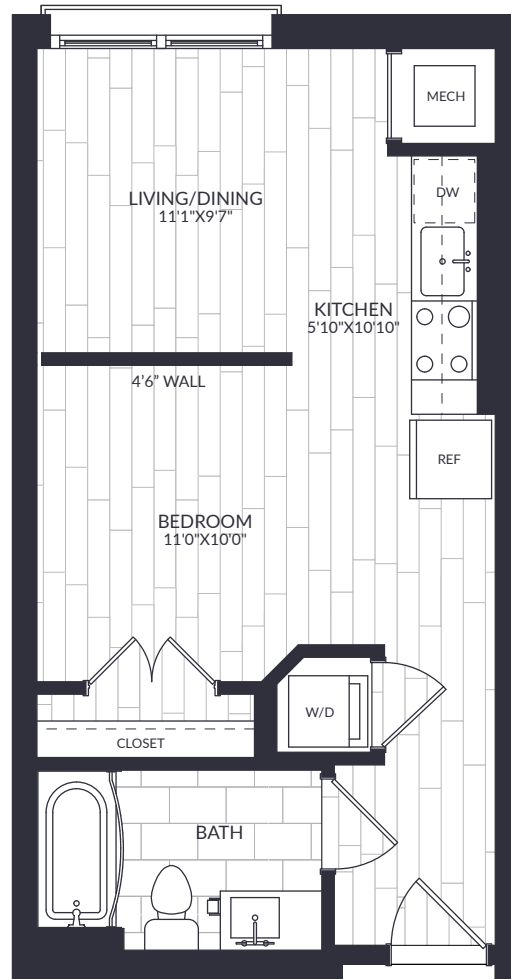 MECH
DW
LIVING/DINING
11'1"X9'7"
KITCHEN
5'10"X10'10"
4'6" WALL
REF
BEDROOM
11'0"X10'0"
W/D
CLOSET
BATH